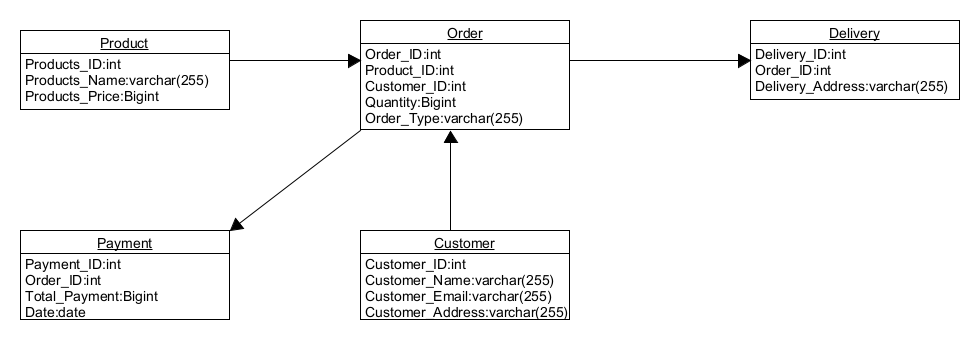 Product
Products_ID:int
Products_Name:varchar(255)
Products_Price:Bigint
Order
Order_ID:int
Product_ID:int
Customer_ID:int
Quantity:Bigint
Order_Type:varchar(255)
Delivery
Delivery_ID:int
Order_ID:int
Delivery_Address:varchar(255)
Payment
Payment_ID:int
Order_ID:int
Total_Payment:Bigint
Date:date
Customer
Customer_ID:int
Customer_Name:varchar(255)
Customer_Email:varchar(255)
Customer_Address:varchar(255)